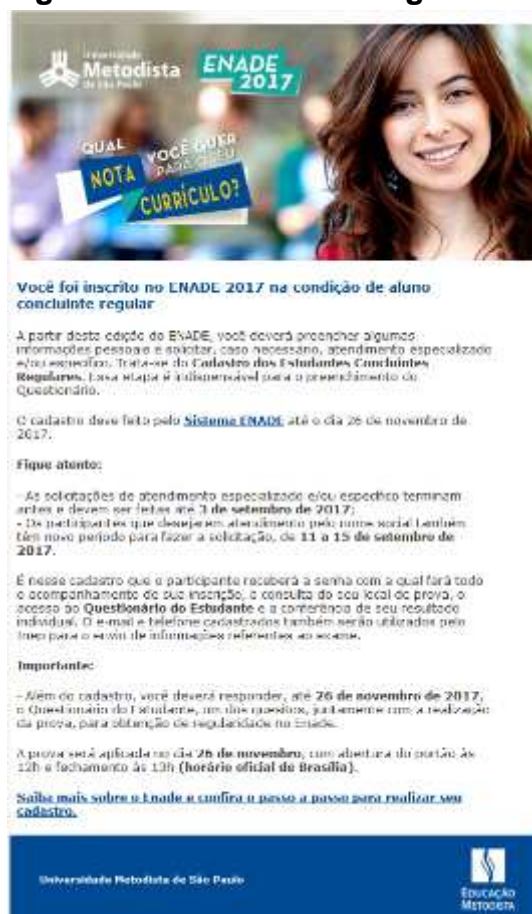 Universidade
Metodista
de São Paulo
ENADE
2017
QUAL
NOTA
VOCÊ QUER
PARA O SEU
CURRÍCULO?
Você foi inscrito no ENADE 2017 na condição de aluno
concluinte regular
A partir desta edição do ENADE, você deverá preencher algumas
informações pessoais e solicitar, caso necessário, atendimento especializado
e/ou específico. Trata-se do Cadastro dos Estudantes Concluintes
Regulares. Essa etapa é indispensável para o preenchimento do
Questionário.
O cadastro deve feito pelo Sistema ENADE até o dia 26 de novembro de
2017.
Fique atento:
- As solicitações de atendimento especializado e/ou específico terminam
antes e devem ser feitas até 3 de setembro de 2017;
- Os participantes que desejarem atendimento pelo nome social também
têm novo período para fazer a solicitação, de 11 a 15 de setembro de
2017.
É nesse cadastro que o participante receberá a senha com a qual fará todo
o acompanhamento de sua inscrição, a consulta do seu local de prova, o
acesso ao Questionário do Estudante e a conferência de seu resultado
individual. O e-mail e telefone cadastrados também serão utilizados pelo
Inep para o envio de informações referentes ao exame.
Importante:
- Além do cadastro, você deverá responder, até 26 de novembro de 2017,
o Questionário do Estudante, um dos quesitos, juntamente com a realização
da prova, para obtenção de regularidade no Enade.
A prova será aplicada no dia 26 de novembro, com abertura do portão às
12h e fechamento às 13h (horário oficial de Brasília).
Saiba mais sobre o Enade e confira o passo a passo para realizar seu
cadastro.
Universidade Metodista de São Paulo
EDUCAÇÃO
METODISTA